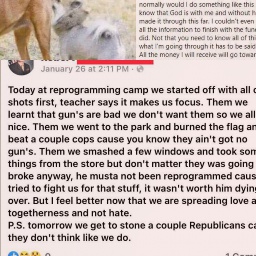 normally would I do something like this
know that God is with me and without h
made it through this far. I couldn't even
all the information to finish with the fune
did. Not that you need to know all of thi
what I'm going through it has to be said
All the money I will receive will go towar
January 26 at 2:11 PM ·
Today at reprogramming camp we started off with all o
shots first, teacher says it makes us focus. Them we
learnt that gun's are bad we don't want them so we all
nice. Them we went to the park and burned the flag an
beat a couple cops cause you know they ain't got no
gun's. Them we smashed a few windows and took som
things from the store but don't matter they was going
broke anyway, he musta not been reprogrammed caus
tried to fight us for that stuff, it wasn't worth him dyin
over. But I feel better now that we are spreading love a
togetherness and not hate.
P.S. tomorrow we get to stone a couple Republicans ca
they don't think like we do.